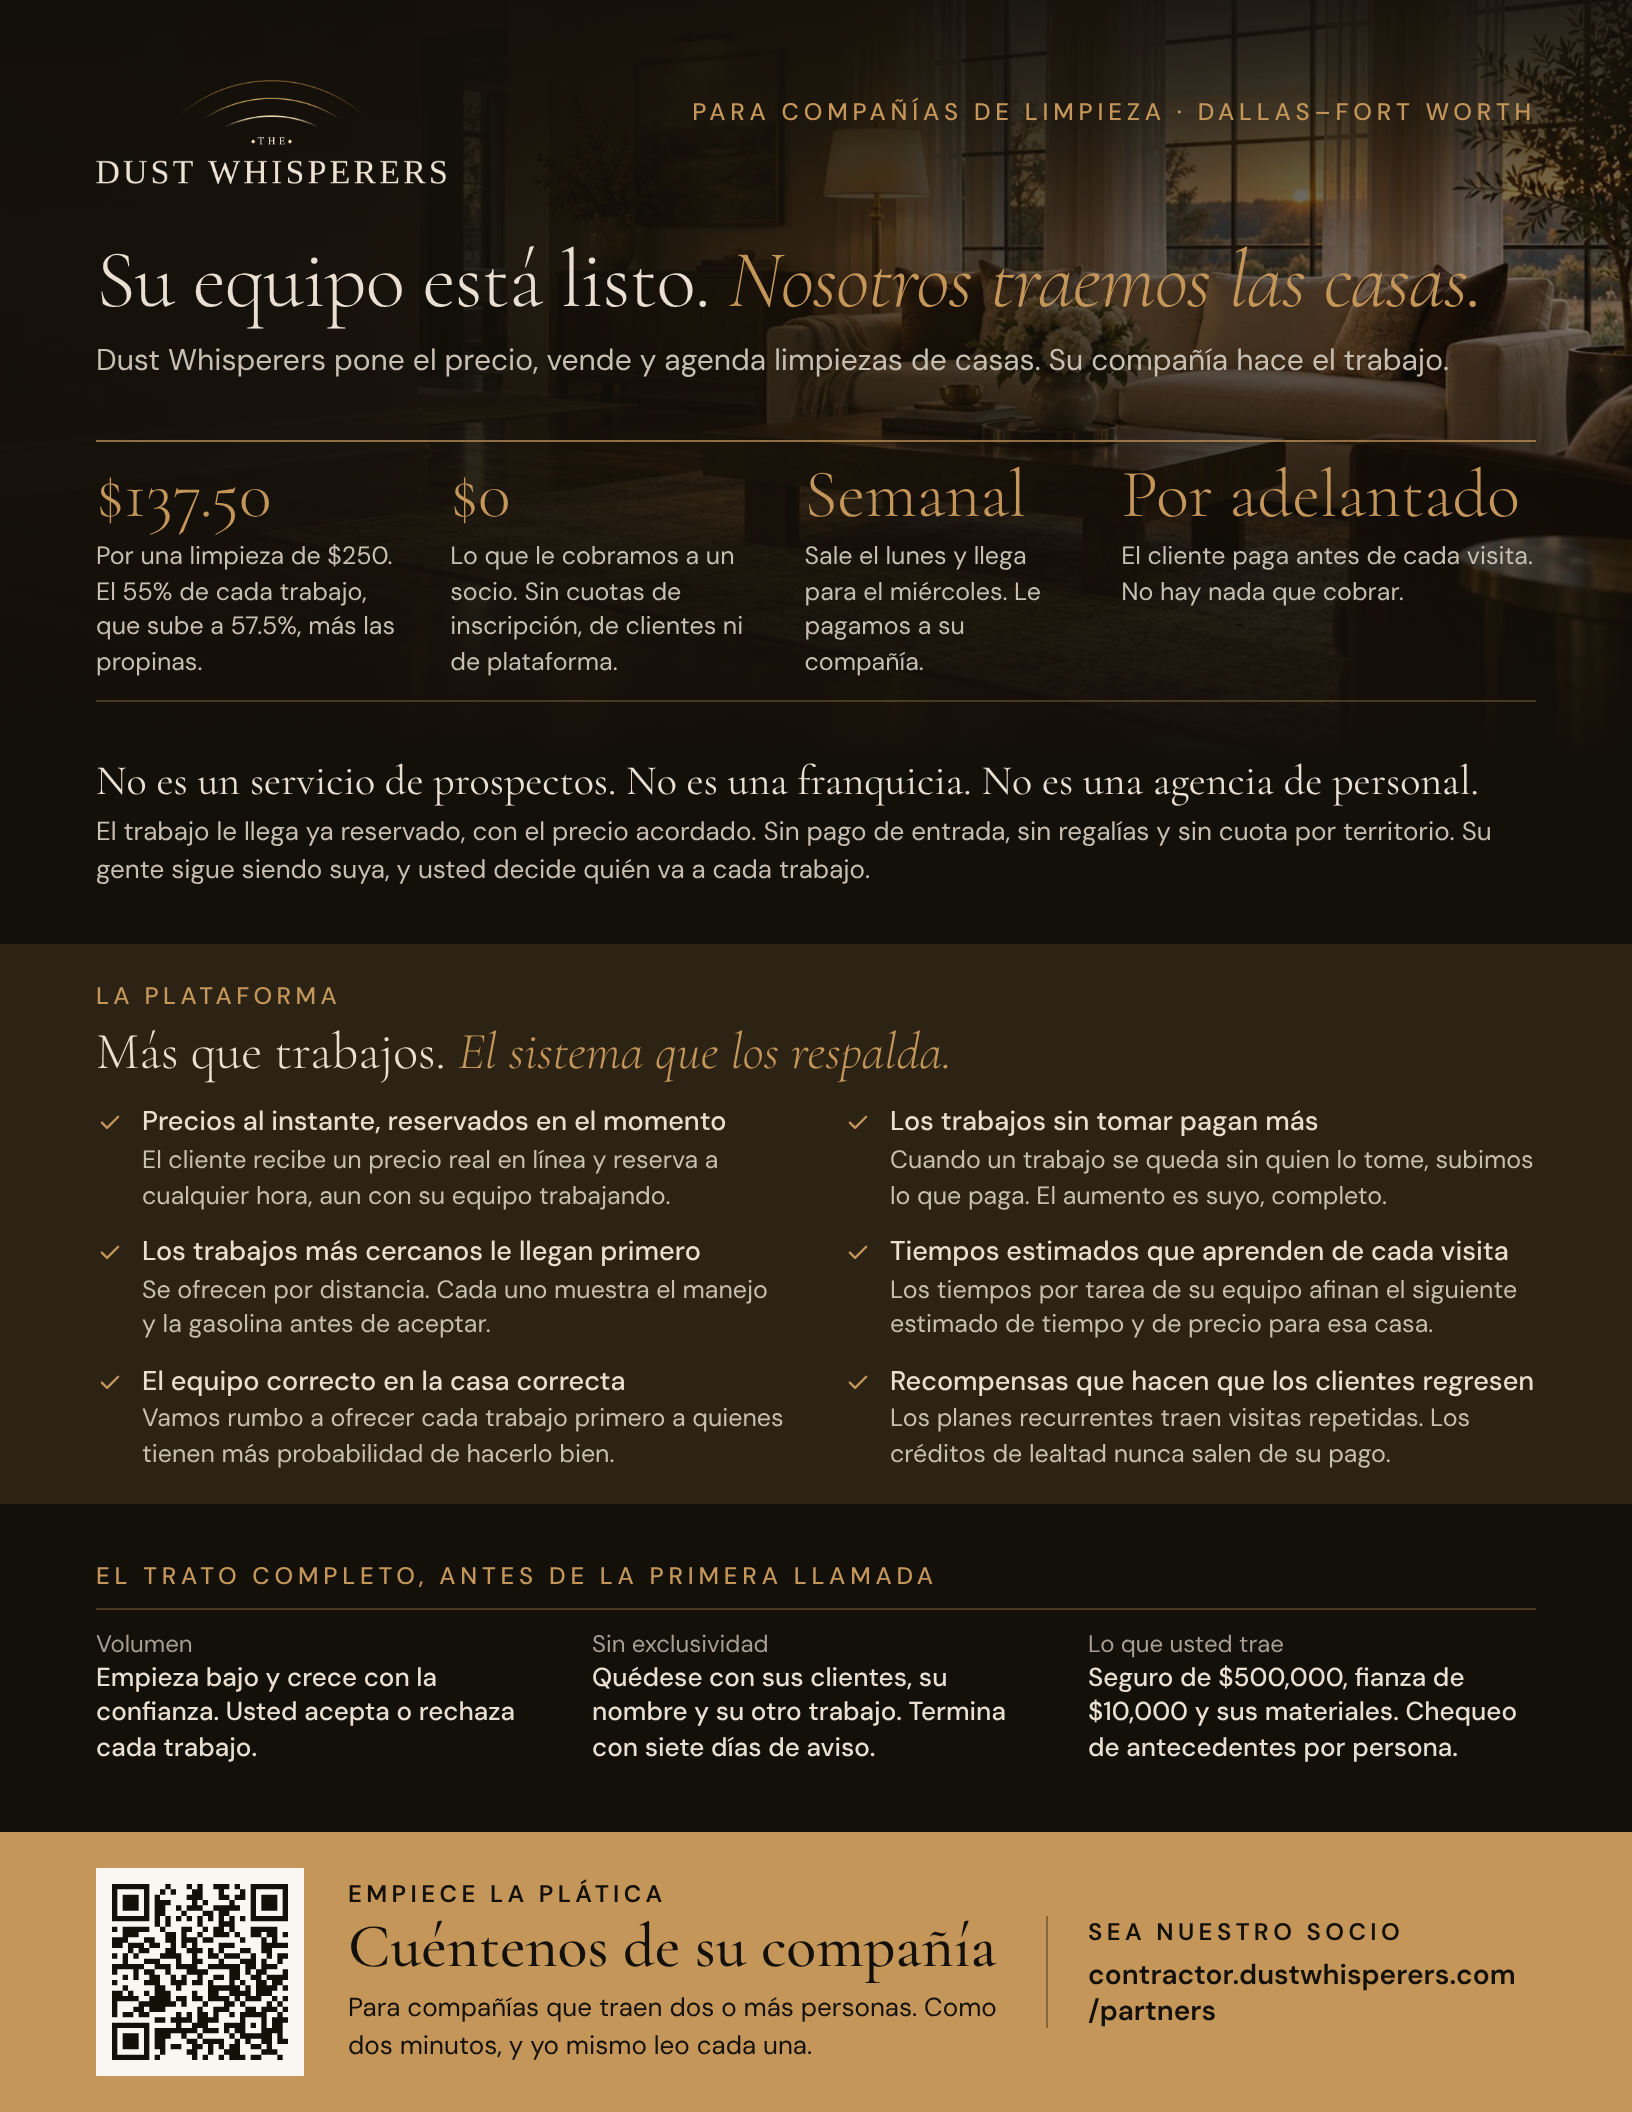 •THE•
DUST WHISPERERS
PARA COMPAÑÍAS DE LIMPIEZA · DALLAS–FORT WORTH
Su equipo está listo. Nosotros traemos las casas.
Dust Whisperers pone el precio, vende y agenda limpiezas de casas. Su compañía hace el trabajo.
$137.50
Por una limpieza de $250.
El 55% de cada trabajo,
que sube a 57.5%, más las
propinas.
$0
Lo que le cobramos a un
socio. Sin cuotas de
inscripción, de clientes ni
de plataforma.
Semanal
Sale el lunes y llega
para el miércoles. Le
pagamos a su
compañía.
Por adelantado
El cliente paga antes de cada visita.
No hay nada que cobrar.
No es un servicio de prospectos. No es una franquicia. No es una agencia de personal.
El trabajo le llega ya reservado, con el precio acordado. Sin pago de entrada, sin regalías y sin cuota por territorio. Su
gente sigue siendo suya, y usted decide quién va a cada trabajo.
LA PLATAFORMA
Más que trabajos. El sistema que los respalda.
Precios al instante, reservados en el momento
El cliente recibe un precio real en línea y reserva a
cualquier hora, aun con su equipo trabajando.
Los trabajos más cercanos le llegan primero
Se ofrecen por distancia. Cada uno muestra el manejo
y la gasolina antes de aceptar.
El equipo correcto en la casa correcta
Vamos rumbo a ofrecer cada trabajo primero a quienes
tienen más probabilidad de hacerlo bien.
Los trabajos sin tomar pagan más
Cuando un trabajo se queda sin quien lo tome, subimos
lo que paga. El aumento es suyo, completo.
Tiempos estimados que aprenden de cada visita
Los tiempos por tarea de su equipo afinan el siguiente
estimado de tiempo y de precio para esa casa.
Recompensas que hacen que los clientes regresen
Los planes recurrentes traen visitas repetidas. Los
créditos de lealtad nunca salen de su pago.
EL TRATO COMPLETO, ANTES DE LA PRIMERA LLAMADA
Volumen
Empieza bajo y crece con la
confianza. Usted acepta o rechaza
cada trabajo.
Sin exclusividad
Quédese con sus clientes, su
nombre y su otro trabajo. Termina
con siete días de aviso.
Lo que usted trae
Seguro de $500,000, fianza de
$10,000 y sus materiales. Chequeo
de antecedentes por persona.
EMPIECE LA PLÁTICA
Cuéntenos de su compañía
Para compañías que traen dos o más personas. Como
dos minutos, y yo mismo leo cada una.
SEA NUESTRO SOCIO
contractor.dustwhisperers.com
/partners